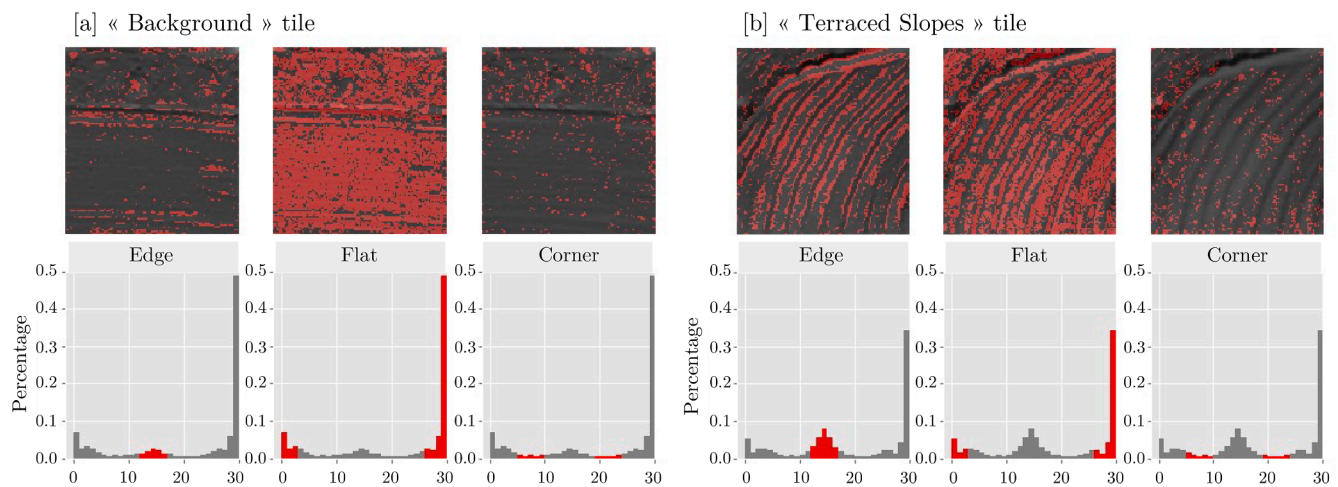 [a] « Background » tile
[b] « Terraced Slopes » tile
Edge Flat Corner
Edge Flat Corner
Percentage
0.5 0.5 0.5
0.4 0.4 0.4
0.3 0.3 0.3
0.2 0.2 0.2
0.1 0.1 0.1
0.0 0.0 0.0
0 10 20 30 0 10 20 30 0 10 20 30
Percentage
0.5 0.5 0.5
0.4 0.4 0.4
0.3 0.3 0.3
0.2 0.2 0.2
0.1 0.1 0.1
0.0 0.0 0.0
0 10 20 30 0 10 20 30 0 10 20 30